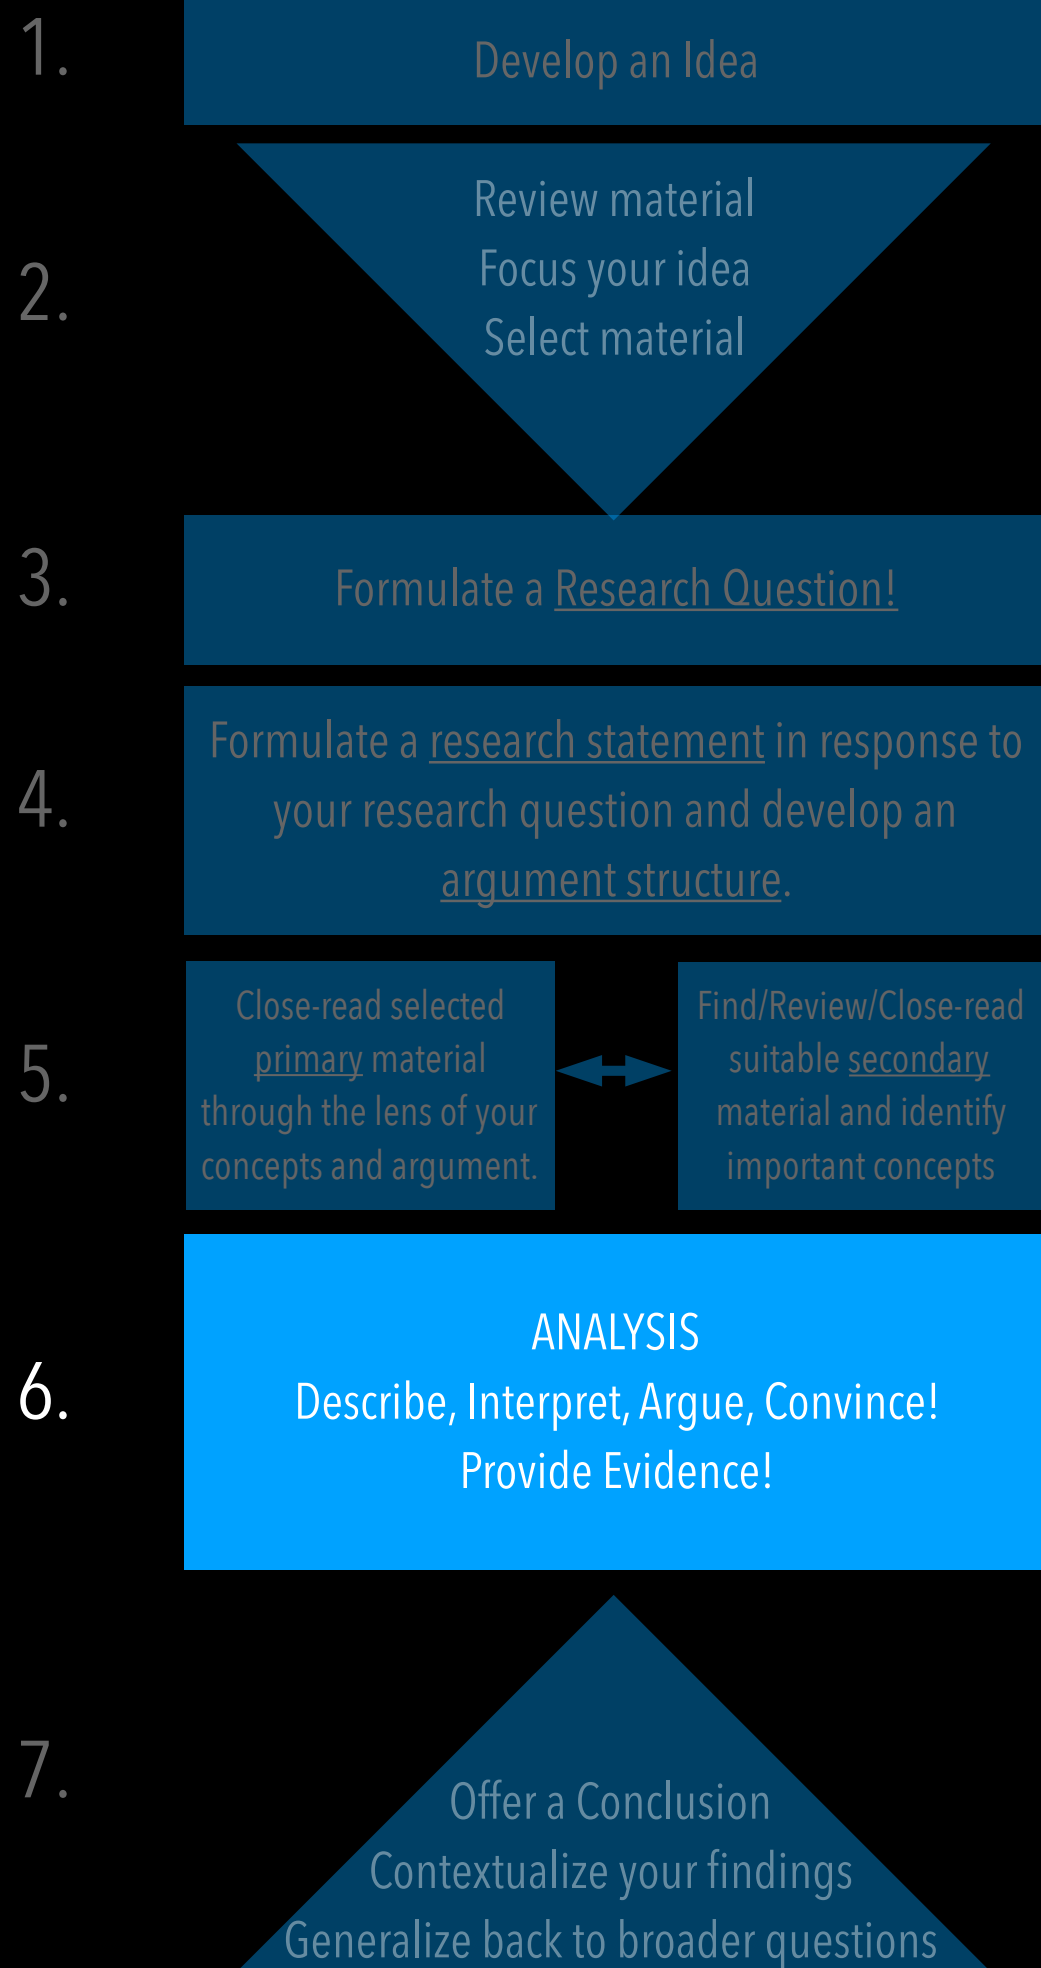 1.
Develop an Idea
2.
Review material
Focus your idea
Select material
3.
Formulate a Research Question!
4.
Formulate a research statement in response to
your research question and develop an
argument structure.
5.
Close-read selected
primary material
through the lens of your
concepts and argument.
Find/Review/Close-read
suitable secondary
material and identify
important concepts
6.
ANALYSIS
Describe, Interpret, Argue, Convince!
Provide Evidence!
7.
Offer a Conclusion
Contextualize your findings
Generalize back to broader questions